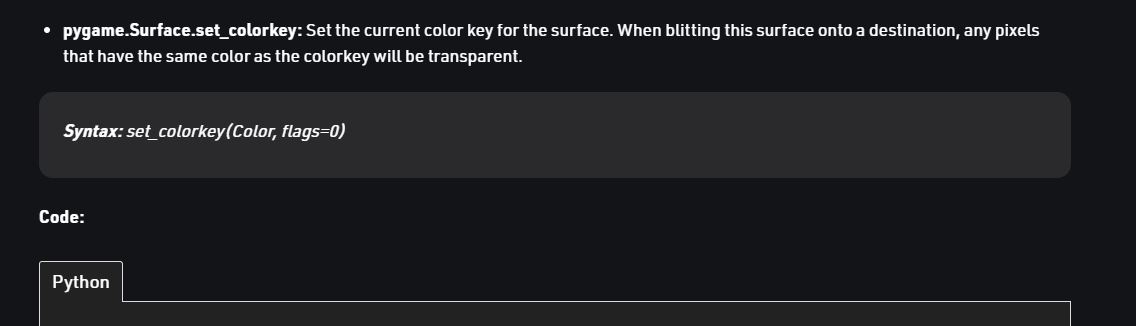 • pygame.Surface.set_colorkey: Set the current color key for the surface. When blitting this surface onto a destination, any pixels
that have the same color as the colorkey will be transparent.
Syntax: set_colorkey(Color, flags=0)
Code:
Python